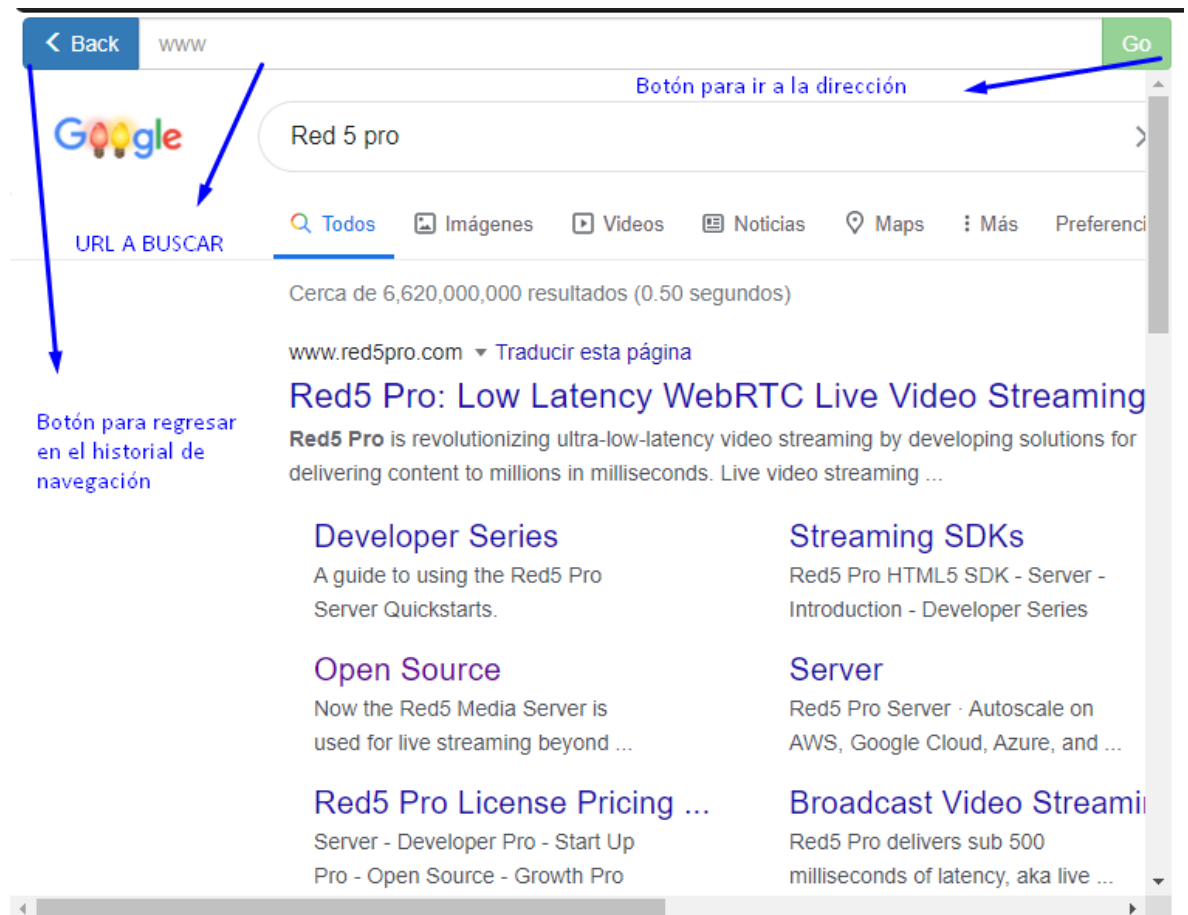 Back
www
Go
Botón para ir a la dirección
Google
Red 5 pro
URL A BUSCAR
Todos
Imágenes
Videos
Noticias
Maps
Más
Preferenci
Cerca de 6,620,000,000 resultados (0.50 segundos)
www.red5pro.com Traducir esta página
Red5 Pro: Low Latency WebRTC Live Video Streaming
Red5 Pro is revolutionizing ultra-low-latency video streaming by developing solutions for
delivering content to millions in milliseconds. Live video streaming ...
Botón para regresar
en el historial de
navegación
Developer Series
A guide to using the Red5 Pro
Server Quickstarts.
Streaming SDKs
Red5 Pro HTML5 SDK - Server -
Introduction - Developer Series
Open Source
Now the Red5 Media Server is
used for live streaming beyond ...
Server
Red5 Pro Server · Autoscale on
AWS, Google Cloud, Azure, and ...
Red5 Pro License Pricing ...
Server - Developer Pro - Start Up
Pro - Open Source - Growth Pro
Broadcast Video Streami
Red5 Pro delivers sub 500
milliseconds of latency, aka live ...